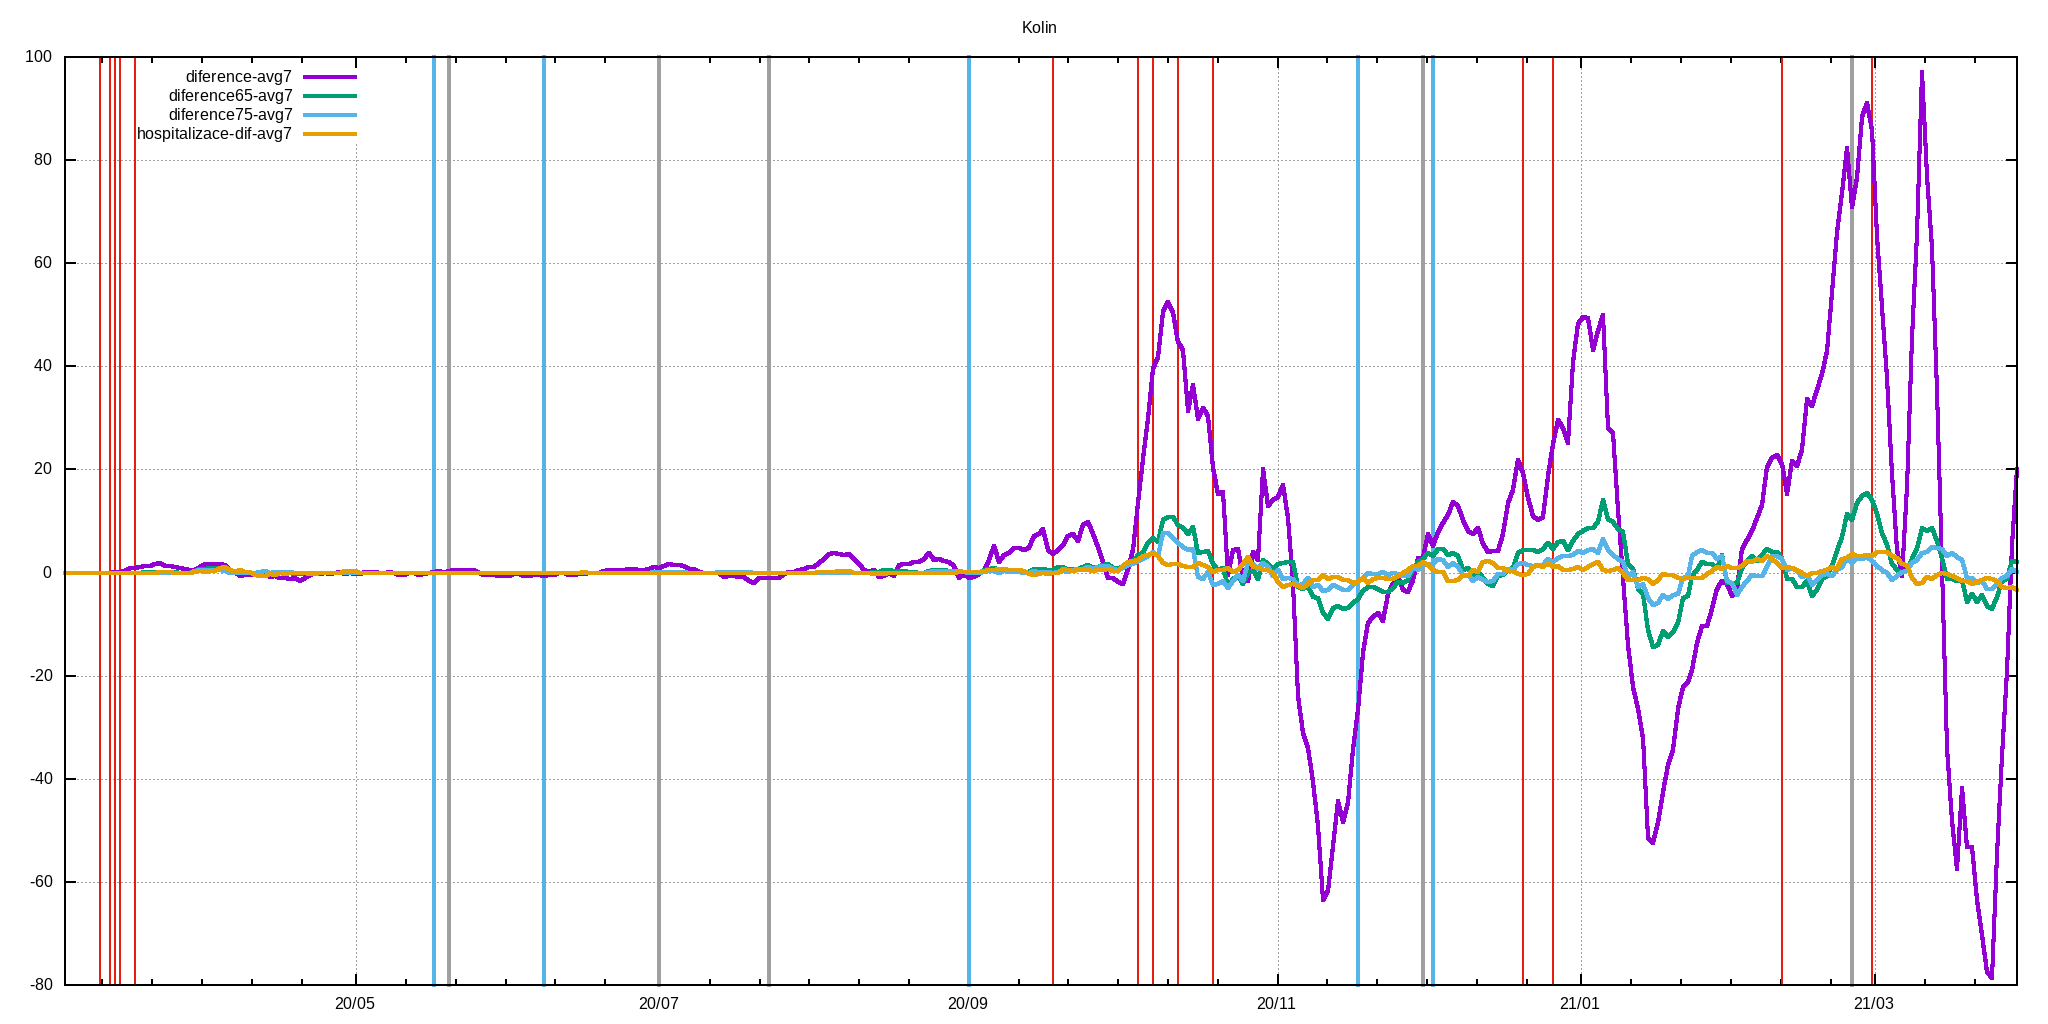 Kolin
100
80
60
40
20
0
-20
-40
-60
-80
diference-avg7
diference65-avg7
diference75-avg7
hospitalizace-dif-avg7
20/05 20/07 20/09 20/11 21/01 21/03